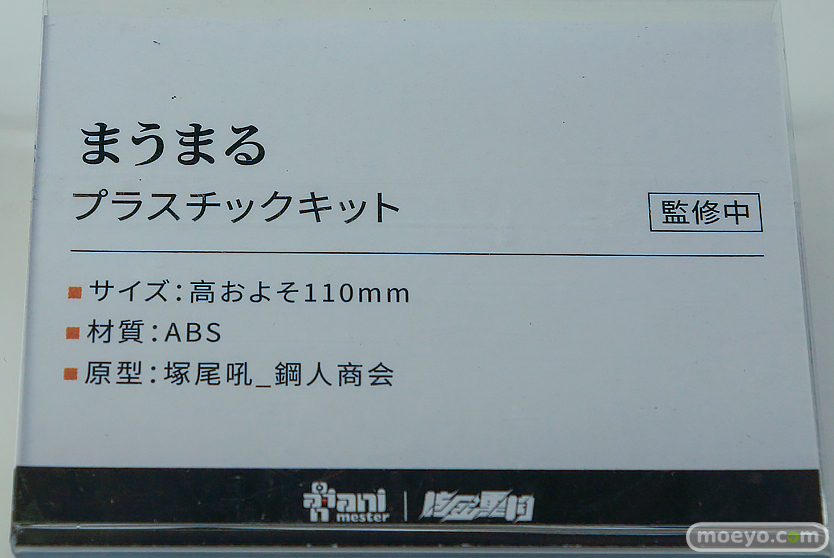 まうまる
プラスチックキット
監修中
サイズ：高およそ110mm
材質：ABS
原型：塚尾吼_鋼人商会
ani
mester
moeyo.com